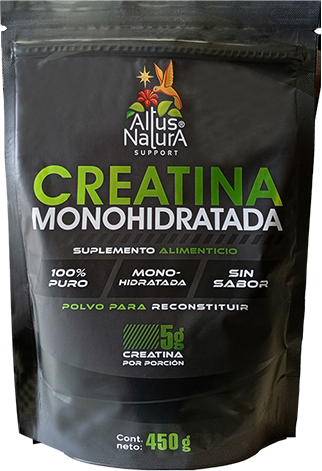 Altus®
NaturA
SUPPORT
CREATINA
MONOHIDRATADA
SUPLEMENTO ALIMENTICIO
100%
PURO
MONO-
HIDRATADA
SIN
SABOR
POLVO PARA RECONSTITUIR
5g
CREATINA
POR PORCIÓN
Cont.
neto: 450 g